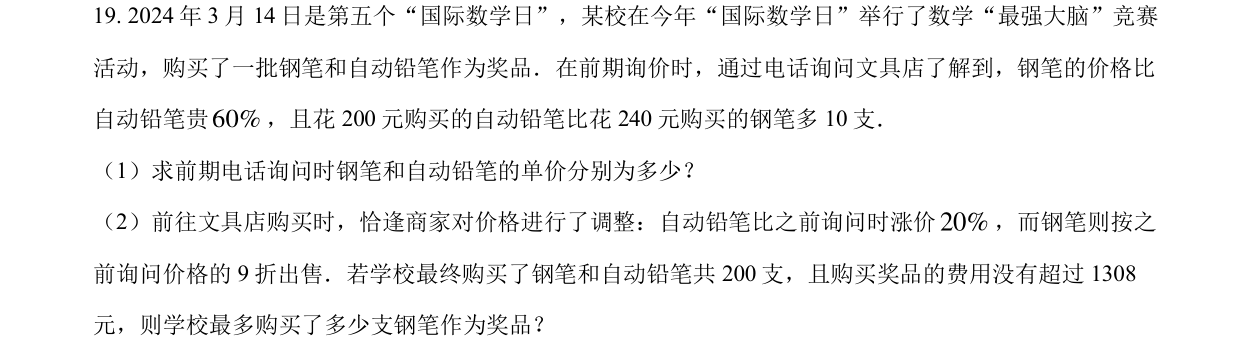 19. 2024 年 3 月 14 日是第五个“国际数学日”，某校在今年“国际数学日”举行了数学“最强大脑”竞赛
活动，购买了一批钢笔和自动铅笔作为奖品．在前期询价时，通过电话询问文具店了解到，钢笔的价格比
自动铅笔贵60%，且花 200 元购买的自动铅笔比花 240 元购买的钢笔多 10 支．
（1）求前期电话询问时钢笔和自动铅笔的单价分别为多少？
（2）前往文具店购买时，恰逢商家对价格进行了调整：自动铅笔比之前询问时涨价20%，而钢笔则按之
前询问价格的 9 折出售．若学校最终购买了钢笔和自动铅笔共 200 支，且购买奖品的费用没有超过 1308
元，则学校最多购买了多少支钢笔作为奖品？